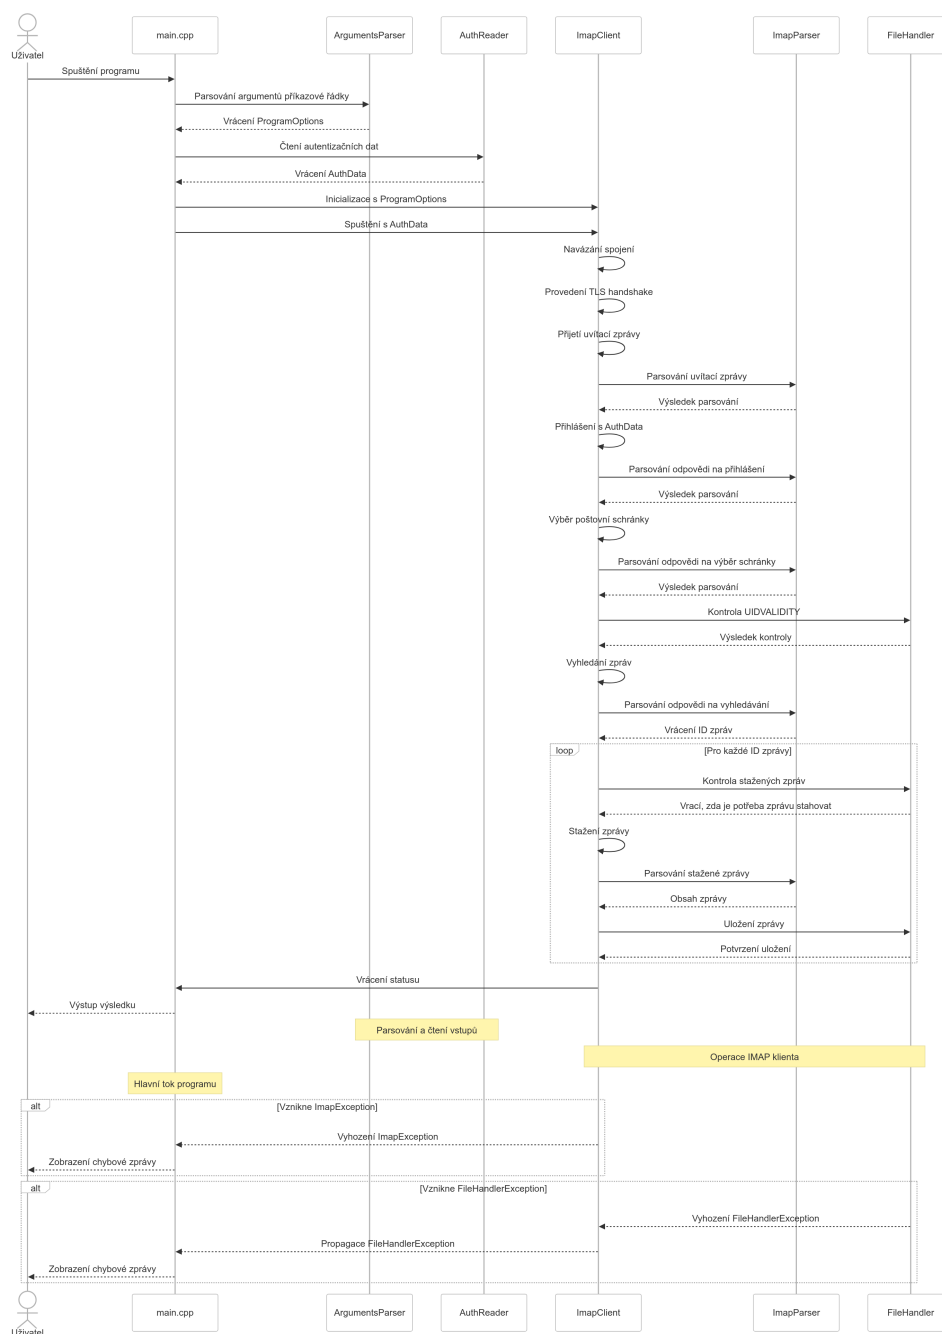 Uživatel
main.cpp
ArgumentsParser
AuthReader
ImapClient
ImapParser
FileHandler
Spuštění programu
Parsování argumentů příkazové řádky
Vrácení ProgramOptions
Čtení autentizačních dat
Vrácení AuthData
Inicializace s ProgramOptions
Spuštění s AuthData
Navázání spojení
Provedení TLS handshake
Přijetí uvítací zprávy
Parsování uvítací zprávy
Výsledek parsování
Přihlášení s AuthData
Parsování odpovědi na přihlášení
Výsledek parsování
Výběr poštovní schránky
Parsování odpovědi na výběr schránky
Výsledek parsování
Kontrola UIDVALIDITY
Výsledek kontroly
Vyhledání zpráv
Parsování odpovědi na vyhledávání
Vrácení ID zpráv
loop
[Pro každé ID zprávy]
Kontrola stažených zpráv
Vrací, zda je potřeba zprávu stahovat
Stažení zprávy
Parsování stažené zprávy
Obsah zprávy
Uložení zprávy
Potvrzení uložení
Vrácení statusu
Výstup výsledku
Parsování a čtení vstupů
Operace IMAP klienta
Hlavní tok programu
alt
[Vznikne ImapException]
Vyhození ImapException
Zobrazení chybové zprávy
alt
[Vznikne FileHandlerException]
Vyhození FileHandlerException
Propagace FileHandlerException
Zobrazení chybové zprávy
main.cpp
ArgumentsParser
AuthReader
ImapClient
ImapParser
FileHandler
Uživatel